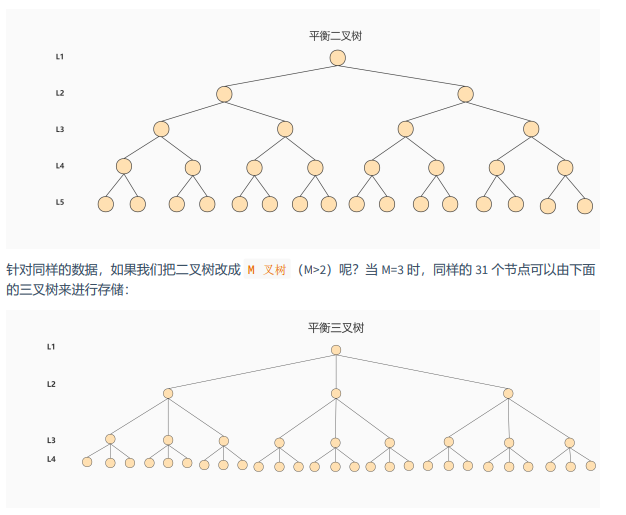 平衡二叉树
L1
L2
L3
L4
L5
针对同样的数据，如果我们把二叉树改成 M 叉树 （M>2）呢？当 M=3 时，同样的 31 个节点可以由下面
的三叉树来进行存储：
平衡三叉树
L1
L2
L3
L4